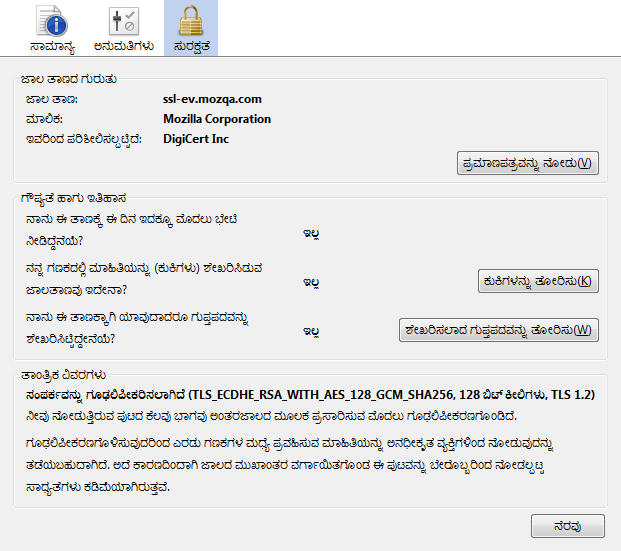 ಸಾಮಾನ್ಯ ಅನುಮತಿಗಳು ಸುರಕ್ಷತೆ
ಜಾಲ ತಾಣದ ಗುರುತು
ಜಾಲ ತಾಣ: ssl-ev.mozqa.com
ಮಾಲಿಕ: Mozilla Corporation
ಇವರಿಂದ ಪರಿಶೀಲಿಸಲ್ಪಟ್ಟಿದೆ: DigiCert Inc
ಪ್ರಮಾಣಪತ್ರವನ್ನು ನೋಡು(V)
ಗೌಪ್ಯತೆ ಹಾಗು ಇತಿಹಾಸ
ನಾನು ಈ ತಾಣಕ್ಕೆ ಈ ದಿನ ಇದಕ್ಕೂ ಮೊದಲು ಭೇಟಿ
ನೀಡಿದ್ದೆನೆಯೆ? ಇಲ್ಲ
ನನ್ನ ಗಣಕದಲ್ಲಿ ಮಾಹಿತಿಯನ್ನು (ಕುಕಿಗಳು) ಶೇಖರಿಸಿಡುವ
ಜಾಲತಾಣವು ಇದೇನಾ? ಇಲ್ಲ ಕುಕಿಗಳನ್ನು ತೋರಿಸು(K)
ನಾನು ಈ ತಾಣಕ್ಕಾಗಿ ಯಾವುದಾದರೂ ಗುಪ್ತಪದವನ್ನು
ಶೇಖರಿಸಿಟ್ಟಿದ್ದೇನೆಯೆ? ಇಲ್ಲ ಶೇಖರಿಸಲಾದ ಗುಪ್ತಪದವನ್ನು ತೋರಿಸು(W)
ತಾಂತ್ರಿಕ ವಿವರಗಳು
ಸಂಪರ್ಕವನ್ನು ಗೂಢಲಿಪೀಕರಿಸಲಾಗಿದೆ (TLS_ECDHE_RSA_WITH_AES_128_GCM_SHA256, 128 ಬಿಟ್ ಕೀಲಿಗಳು, TLS 1.2)
ನೀವು ನೋಡುತ್ತಿರುವ ಪುಟದ ಕೆಲವು ಭಾಗವು ಅಂತರಜಾಲದ ಮೂಲಕ ಪ್ರಸಾರಿಸುವ ಮೊದಲು ಗೂಢಲಿಪೀಕರಣಗೊಂಡಿದೆ.
ಗೂಢಲಿಪೀಕರಣಗೊಳಿಸುವುದರಿಂದ ಎರಡು ಗಣಕಗಳ ಮಧ್ಯೆ ಪ್ರವಹಿಸುವ ಮಾಹಿತಿಯನ್ನು ಅನಧೀಕೃತ ವ್ಯಕ್ತಿಗಳಿಂದ ನೋಡುವುದನ್ನು
ತಡೆಯಬಹುದಾಗಿದೆ. ಅದೆ ಕಾರಣದಿಂದಾಗಿ ಜಾಲದ ಮುಖಾಂತರ ವರ್ಗಾಯಿತಗೊಂಡ ಈ ಪುಟವನ್ನು ಬೇರೊಬ್ಬರಿಂದ ನೋಡಲ್ಪಟ್ಟ
ಸಾಧ್ಯತೆಗಳು ಕಡಿಮೆಯಾಗಿರುತ್ತವೆ.
ನೆರವು